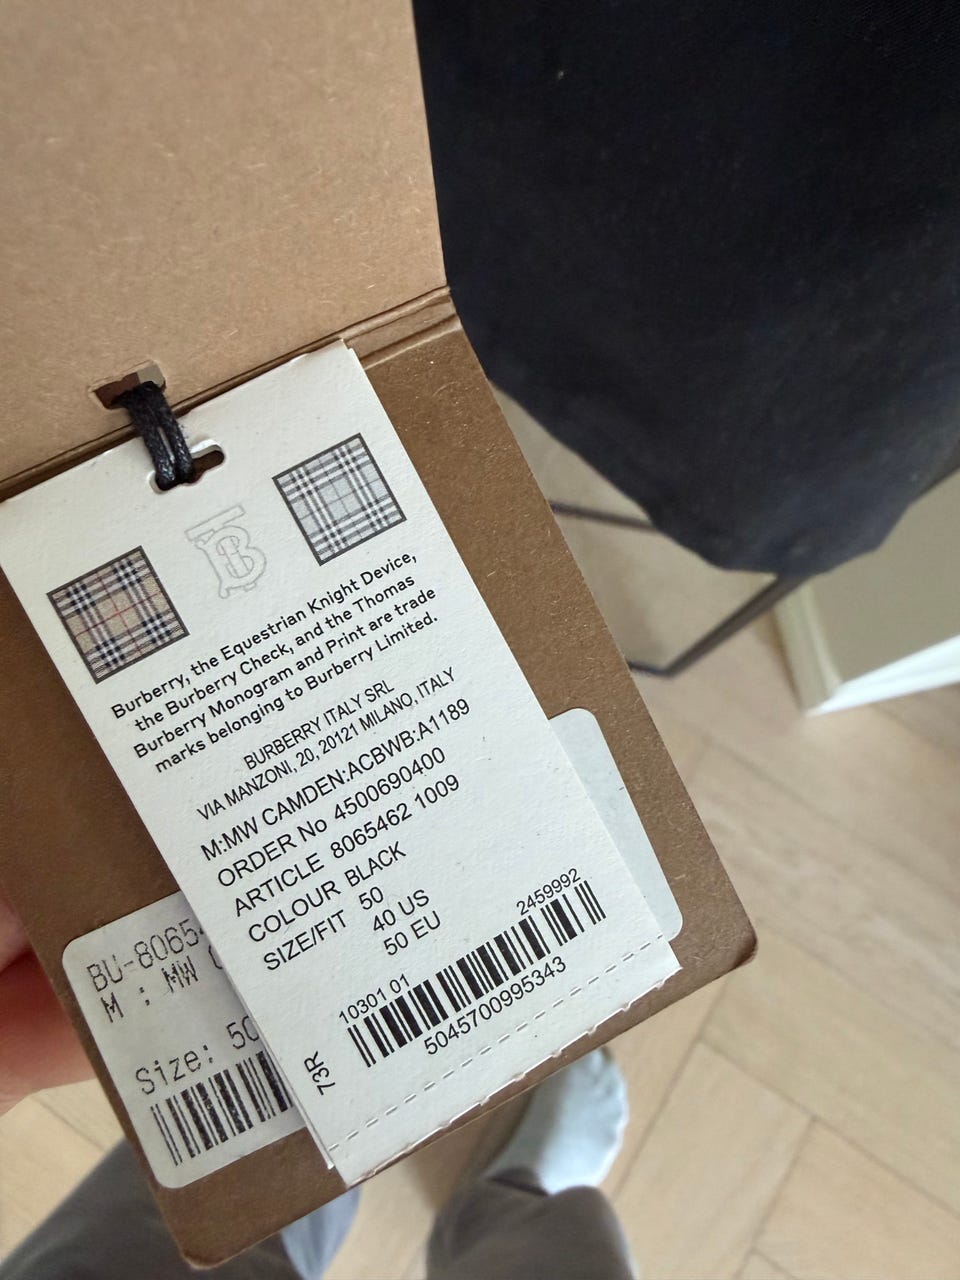 Burberry, the Equestrian Knight Device,
the Burberry Check, and the Thomas
Burberry Monogram and Print are trade
marks belonging to Burberry Limited.
BURBERRY ITALY SRL
VIA MANZONI, 20, 20121 MILANO, ITALY
M:MW CAMDEN:ACBWB:A1189
ORDER No 4500690400
ARTICLE 8065462 1009
COLOUR BLACK
SIZE/FIT 50
40 US
50 EU
10301 01 2459992
5045700995343
73R
BU-8065
M : MW
Size: 50